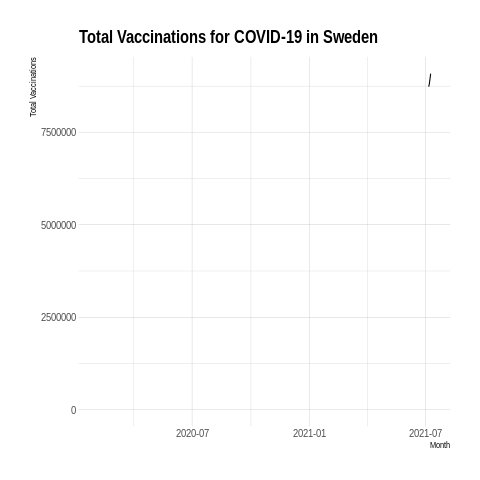 Total Vaccinations for COVID-19 in Sweden
Total Vaccinations
7500000
5000000
2500000
0
2020-07
2021-01
2021-07
Month